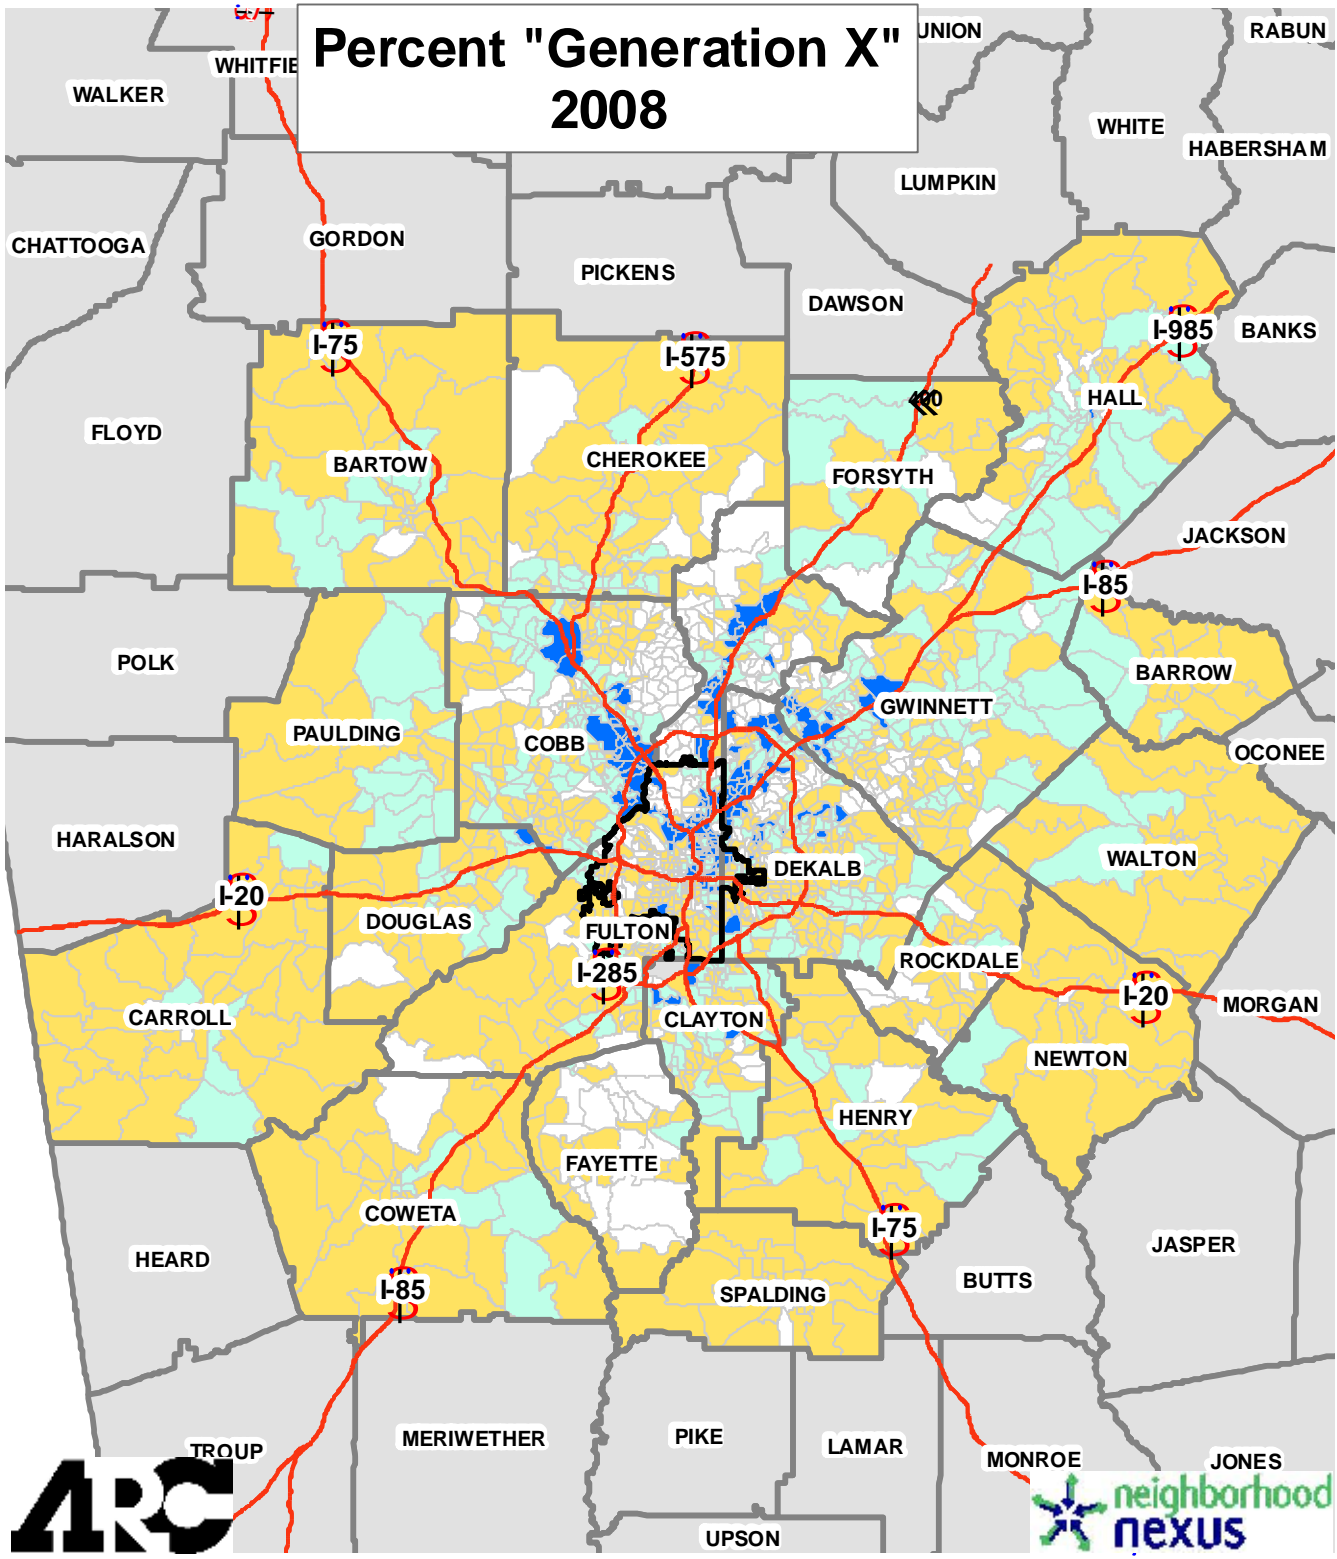 Percent "Generation X"
2008
UNION
RABUN
WHITFIE
WALKER
WHITE
HABERSHAM
LUMPKIN
CHATTOOGA
GORDON
PICKENS
DAWSON
I-985
BANKS
I-75
I-575
HALL
400
FLOYD
BARTOW
CHEROKEE
FORSYTH
JACKSON
I-85
POLK
BARROW
GWINNETT
PAULDING
COBB
OCONEE
HARALSON
WALTON
DEKALB
I-20
DOUGLAS
FULTON
ROCKDALE
I-285
I-20
MORGAN
CARROLL
CLAYTON
NEWTON
HENRY
FAYETTE
COWETA
I-75
JASPER
HEARD
BUTTS
I-85
SPALDING
TROUP
MERIWETHER
PIKE
LAMAR
MONROE
JONES
ARC
neighborhood
nexus
UPSON